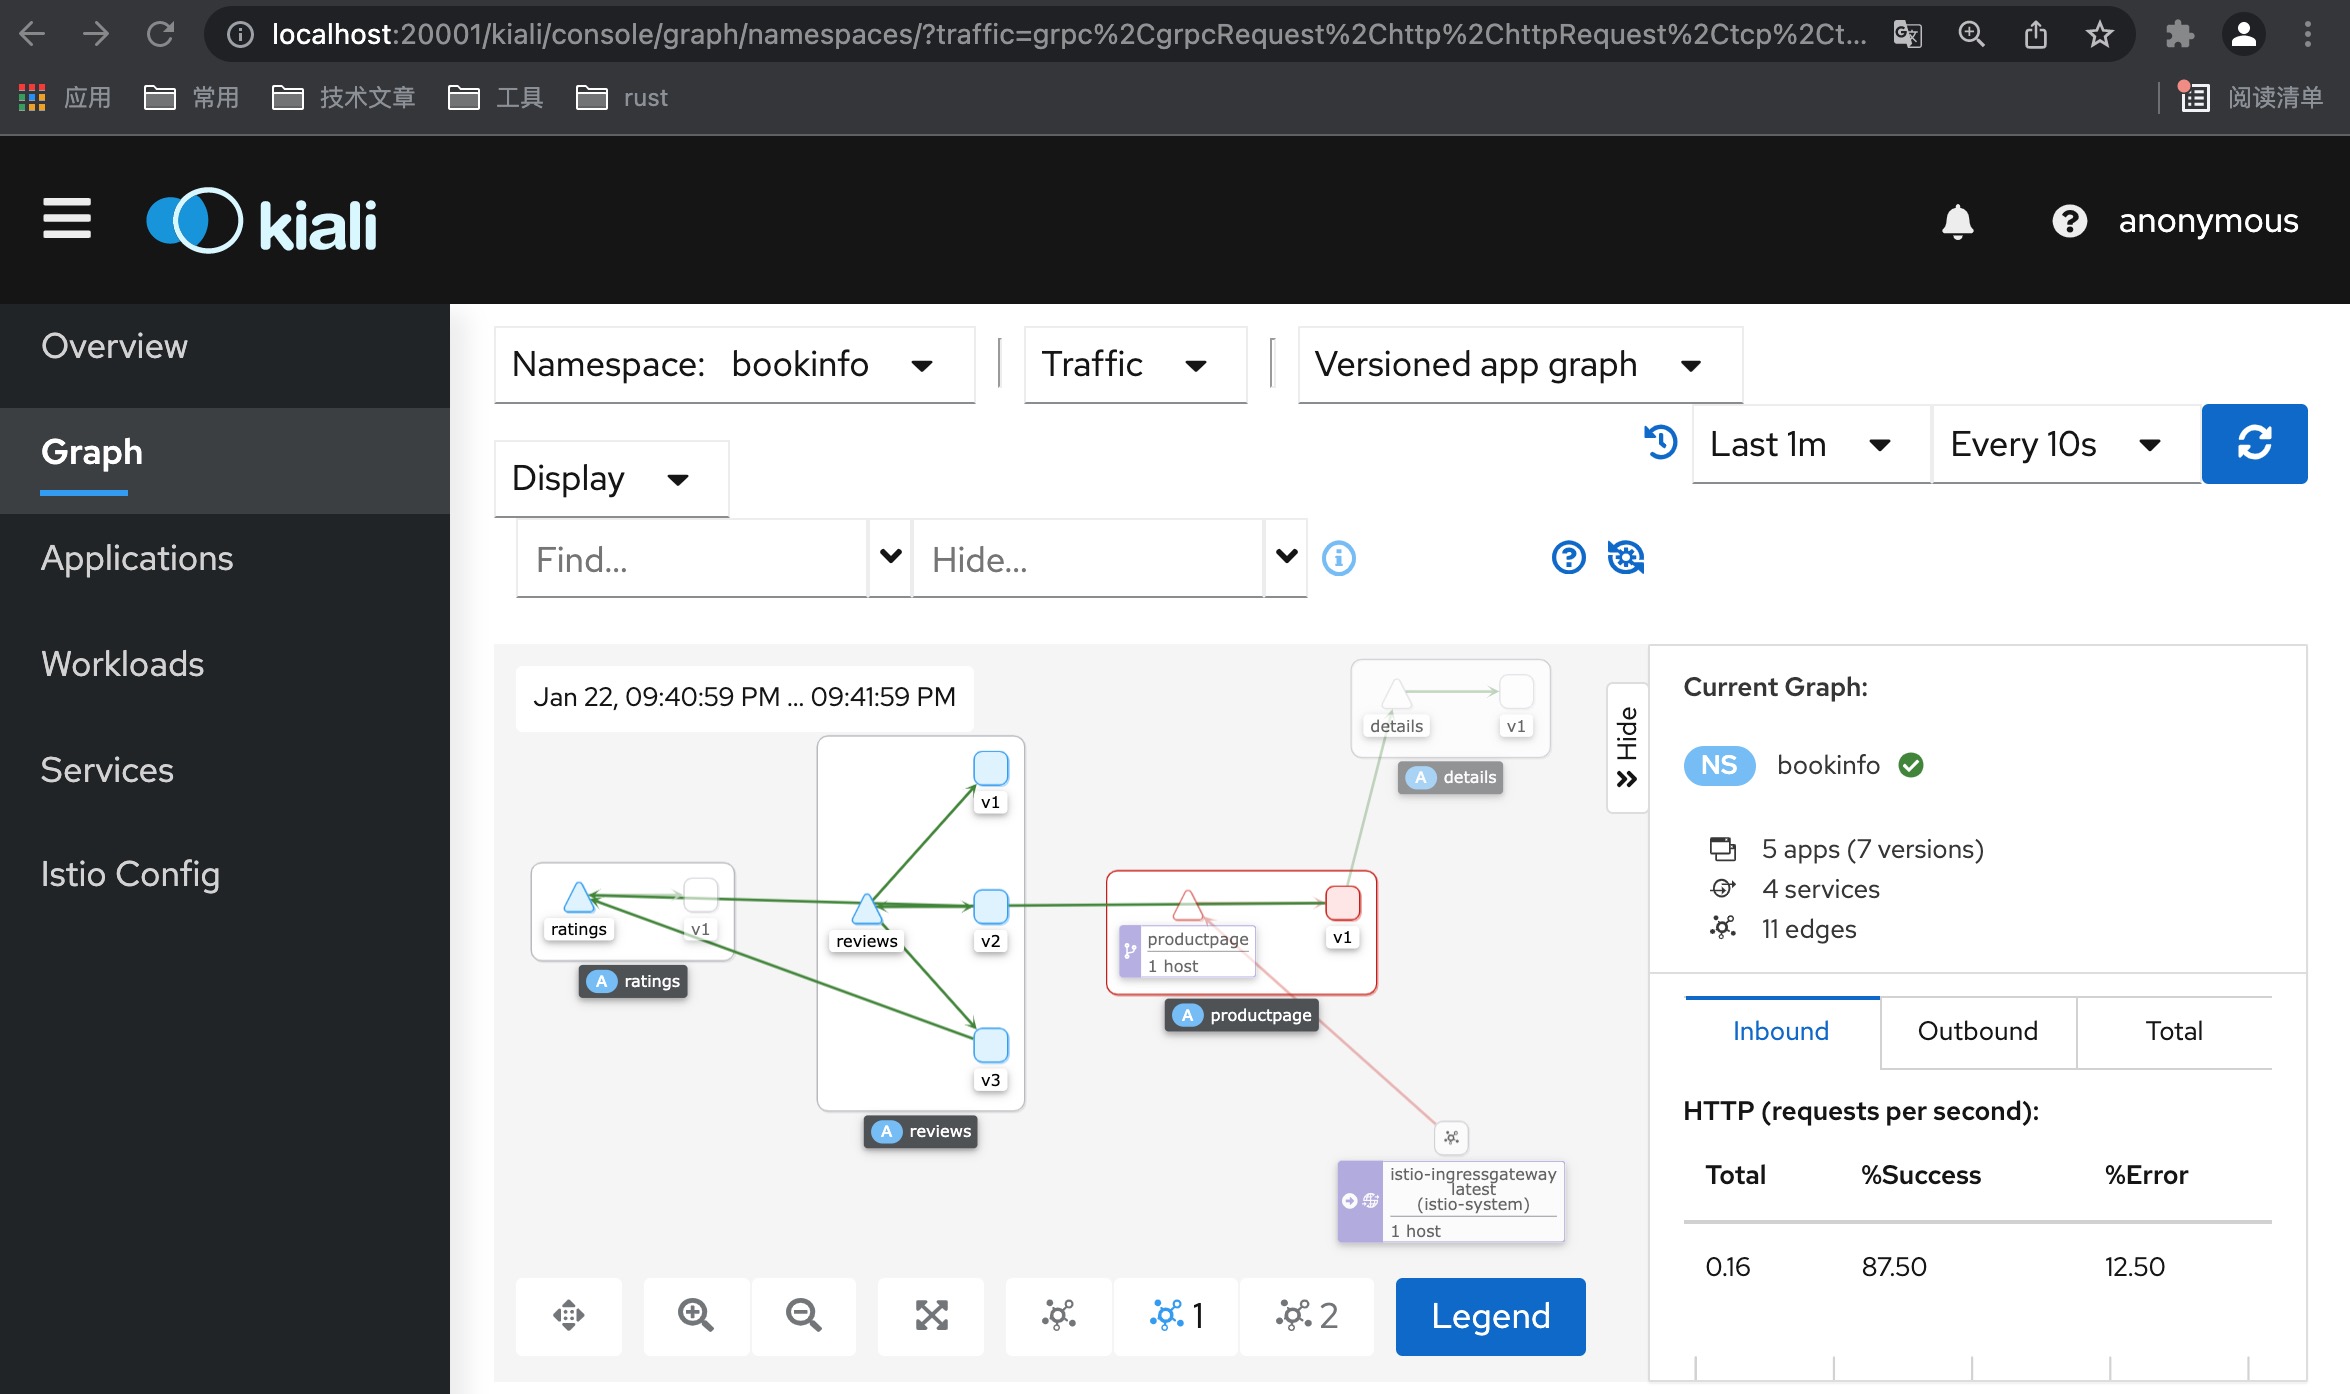 localhost:20001/kiali/console/graph/namespaces/?traffic=grpc%2CgrpcRequest%2Chttp%2ChttpRequest%2Ctcp%2Ct...
应用 常用 技术文章 工具 rust 阅读清单
kiali anonymous
Overview
Graph
Applications
Workloads
Services
Istio Config
Namespace: bookinfo Traffic Versioned app graph
Display Last 1m Every 10s
Find... Hide...
Jan 22, 09:40:59 PM ... 09:41:59 PM
details v1
A details
v1
ratings v1
A ratings
reviews v2
v3
A reviews
productpage
1 host
v1
A productpage
istio-ingressgateway
latest
(istio-system)
1 host
1 2 Legend
Hide
Current Graph:
NS bookinfo
5 apps (7 versions)
4 services
11 edges
Inbound Outbound Total
HTTP (requests per second):
Total %Success %Error
0.16 87.50 12.50